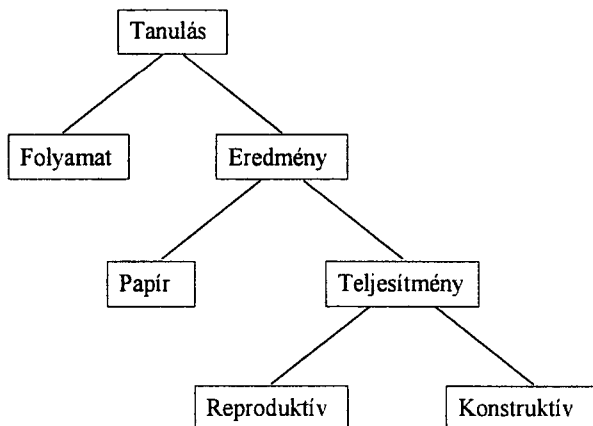 Tanulás
Folyamat
Eredmény
Papír
Teljesítmény
Reproduktív
Konstruktív